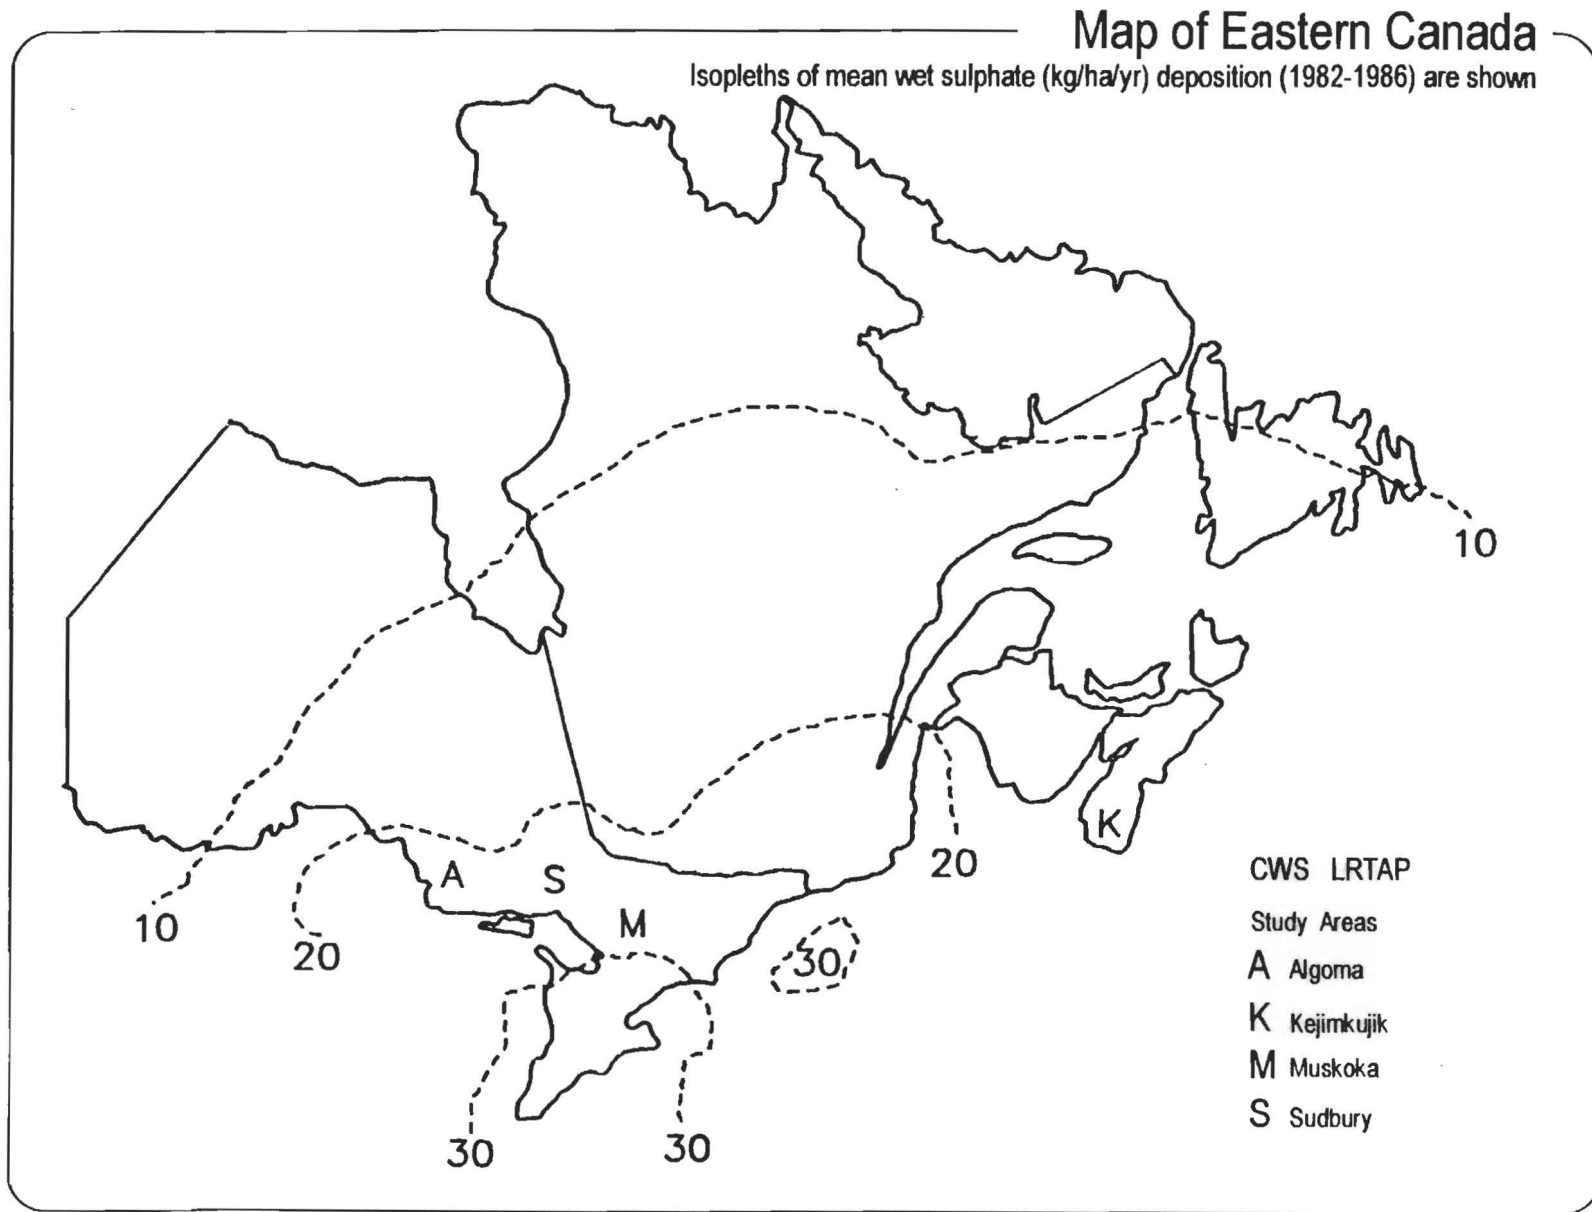 Map of Eastern Canada
Isopleths of mean wet sulphate (kg/ha/yr) deposition (1982-1986) are shown
10
20
K
CWS LRTAP
A
S
Study Areas
10
M
20
30
A Algoma
K Kejimkujik
M Muskoka
30
30
S Sudbury